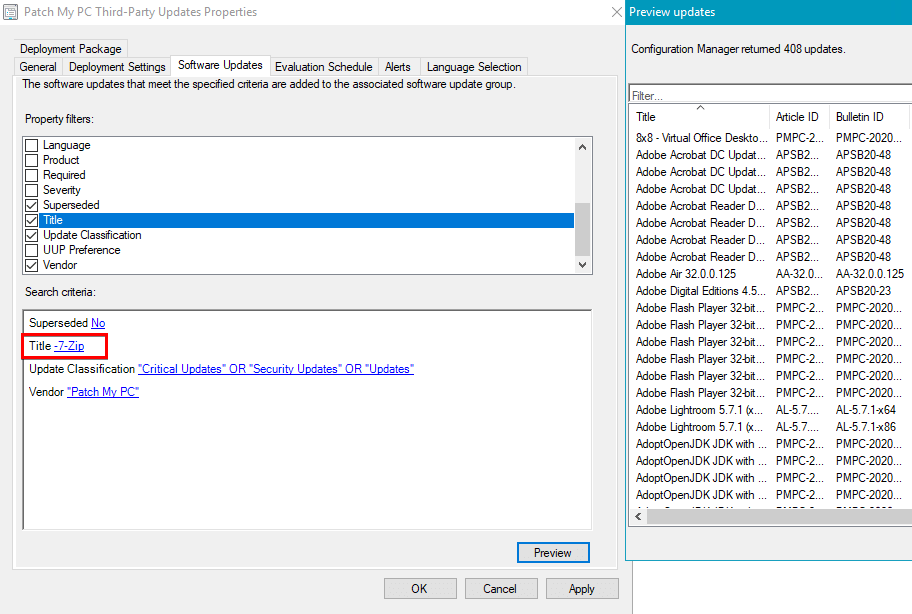 Patch My PC Third-Party Updates Properties
Deployment Package
General
Deployment Settings
Software Updates
Evaluation Schedule
Alerts
Language Selection
The software updates that meet the specified criteria are added to the associated software update group.
Property filters:
Language
Product
Required
Severity
Superseded
Title
Update Classification
UUP Preference
Vendor
Search criteria:
Superseded No
Title -7-Zip
Update Classification "Critical Updates" OR "Security Updates" OR "Updates"
Vendor "Patch My PC"
Preview
OK
Cancel
Apply
Preview updates
Configuration Manager returned 408 updates.
Filter...
Title Article ID Bulletin ID
8x8 - Virtual Office Deskto... PMPC-2... PMPC-2020...
Adobe Acrobat DC Updat... APSB2... APSB20-48
Adobe Acrobat DC Updat... APSB2... APSB20-48
Adobe Acrobat DC Updat... APSB2... APSB20-48
Adobe Acrobat Reader D... APSB2... APSB20-48
Adobe Acrobat Reader D... APSB2... APSB20-48
Adobe Acrobat Reader D... APSB2... APSB20-48
Adobe Acrobat Reader D... APSB2... APSB20-48
Adobe Air 32.0.0.125 AA-32.0... AA-32.0.0.125
Adobe Digital Editions 4.5... APSB2... APSB20-23
Adobe Flash Player 32-bit... PMPC-2... PMPC-2020...
Adobe Flash Player 32-bit... PMPC-2... PMPC-2020...
Adobe Flash Player 32-bit... PMPC-2... PMPC-2020...
Adobe Flash Player 32-bit... PMPC-2... PMPC-2020...
Adobe Flash Player 32-bit... PMPC-2... PMPC-2020...
Adobe Flash Player 32-bit... PMPC-2... PMPC-2020...
Adobe Lightroom 5.7.1 (x... AL-5.7.... AL-5.7.1-x64
Adobe Lightroom 5.7.1 (x... AL-5.7.... AL-5.7.1-x86
AdoptOpenJDK JDK with ... PMPC-2... PMPC-2020...
AdoptOpenJDK JDK with ... PMPC-2... PMPC-2020...
AdoptOpenJDK JDK with ... PMPC-2... PMPC-2020...
AdoptOpenJDK JDK with ... PMPC-2... PMPC-2020...